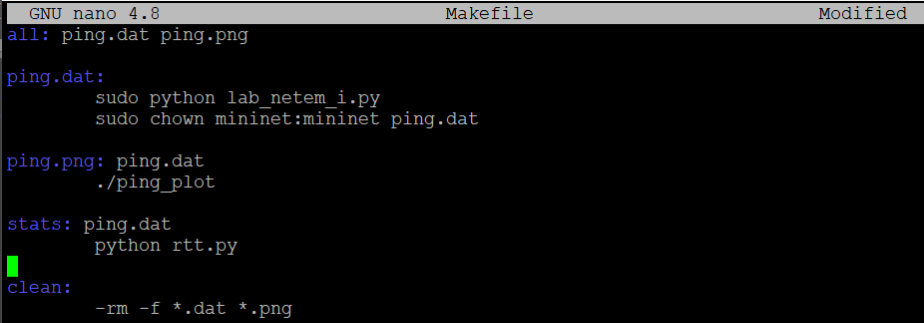 GNU nano 4.8 Makefile Modified
all: ping.dat ping.png
ping.dat:
sudo python lab_netem_i.py
sudo chown mininet:mininet ping.dat
ping.png: ping.dat
./ping_plot
stats: ping.dat
python rtt.py
clean:
-rm -f *.dat *.png